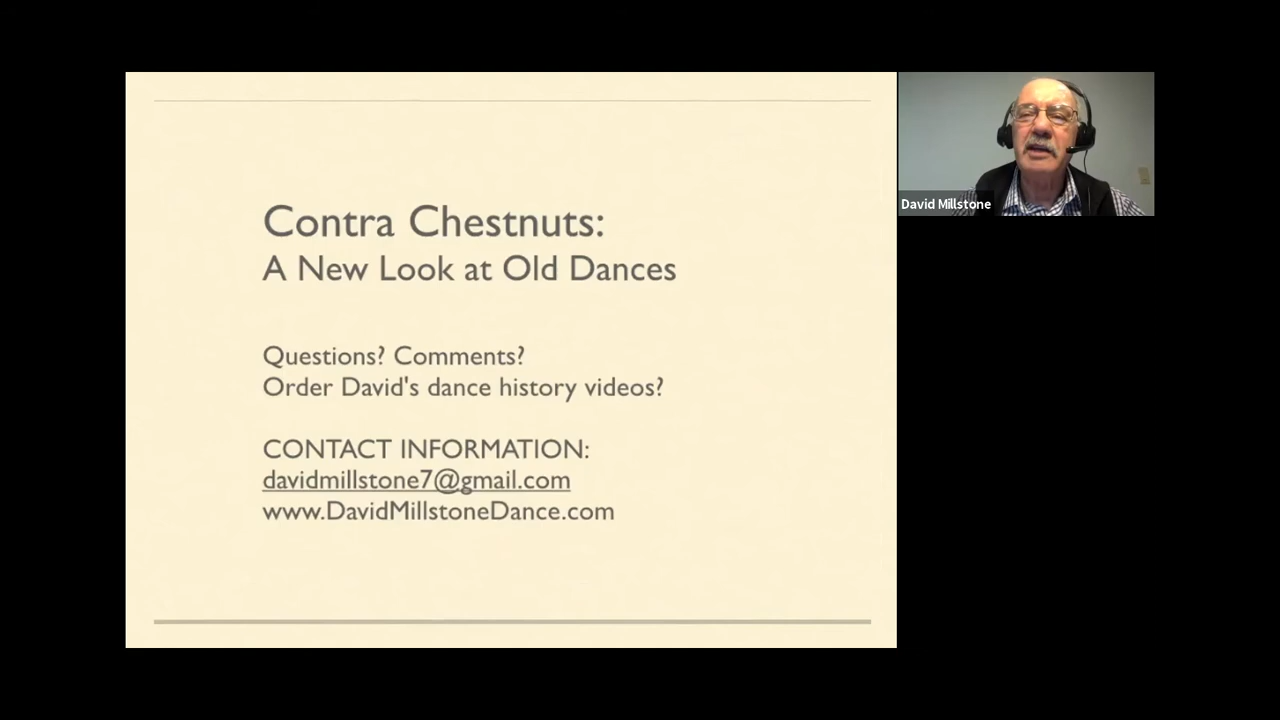 Contra Chestnuts:
A New Look at Old Dances
Questions? Comments?
Order David's dance history videos?
CONTACT INFORMATION:
davidmillstone7@gmail.com
www.DavidMillstoneDance.com
David Millstone